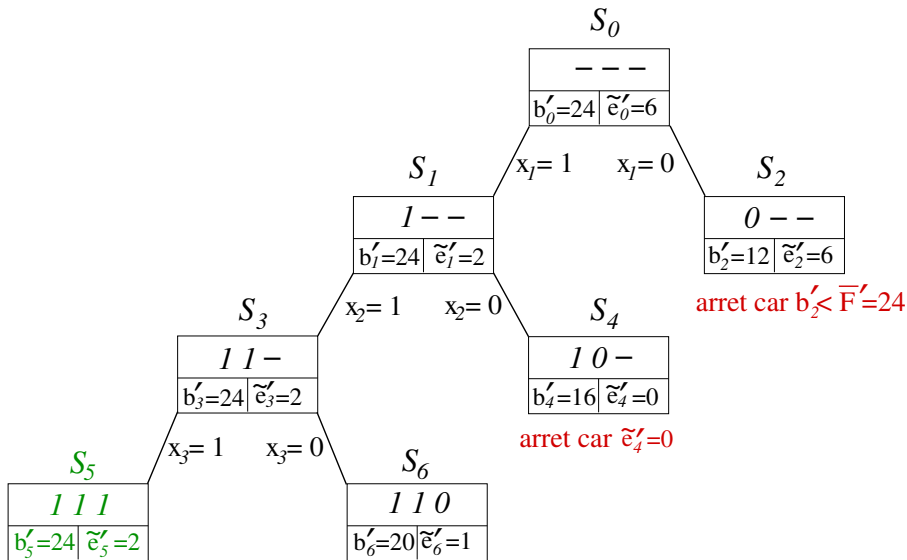 S₀
– – –
b′₀=24 ẽ′₀=6
x₁= 1 x₁= 0
S₁ S₂
1 – – 0 – –
b′₁=24 ẽ′₁=2 b′₂=12 ẽ′₂=6
arret car b′₂< F̅′=24
x₂= 1 x₂= 0
S₃ S₄
1 1 – 1 0 –
b′₃=24 ẽ′₃=2 b′₄=16 ẽ′₄=0
arret car ẽ′₄=0
x₃= 1 x₃= 0
S₅ S₆
1 1 1 1 1 0
b′₅=24 ẽ′₅=2 b′₆=20 ẽ′₆=1